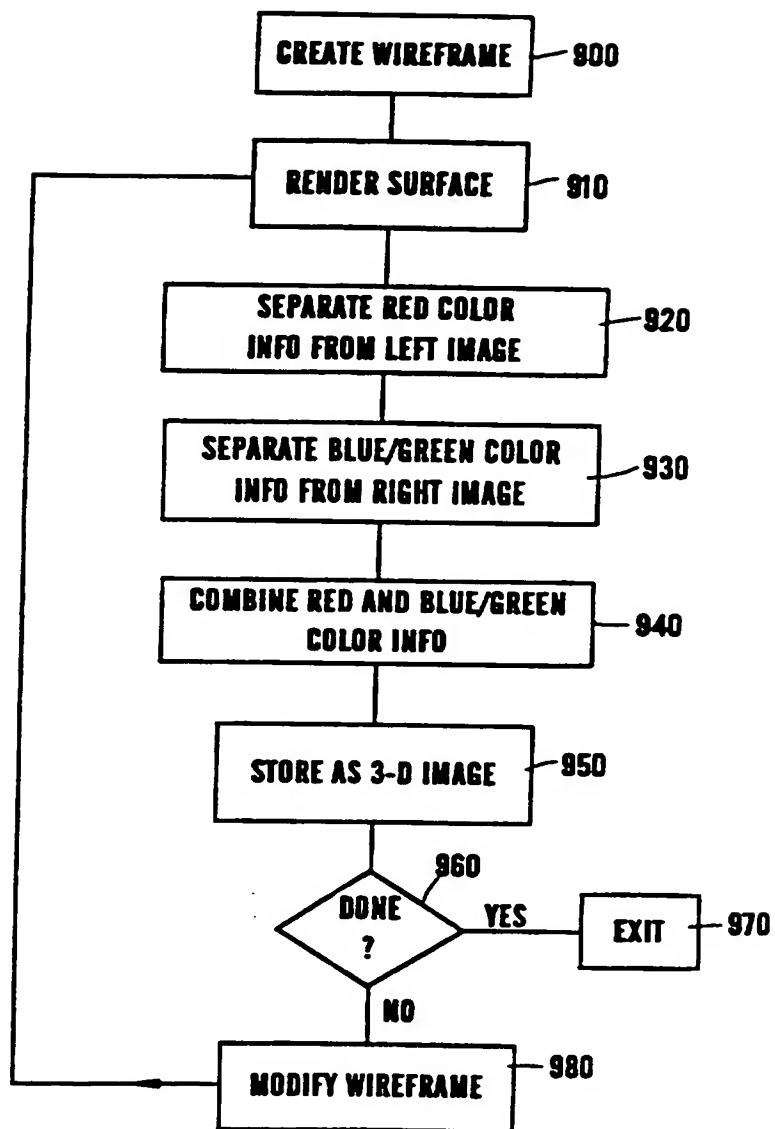 CREATE WIREFRAME
900
RENDER SURFACE
910
SEPARATE RED COLOR
INFO FROM LEFT IMAGE
920
SEPARATE BLUE/GREEN COLOR
INFO FROM RIGHT IMAGE
930
COMBINE RED AND BLUE/GREEN
COLOR INFO
940
STORE AS 3-D IMAGE
950
960
DONE
?
YES
EXIT
970
NO
MODIFY WIREFRAME
980